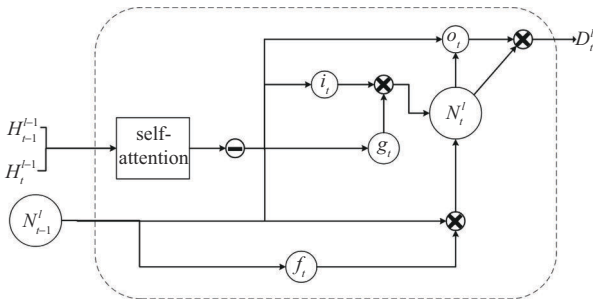 o_t
D_t^l
i_t
N_t^l
H_{t-1}^{l-1}
self-
attention
g_t
H_t^{l-1}
N_{t-1}^l
f_t